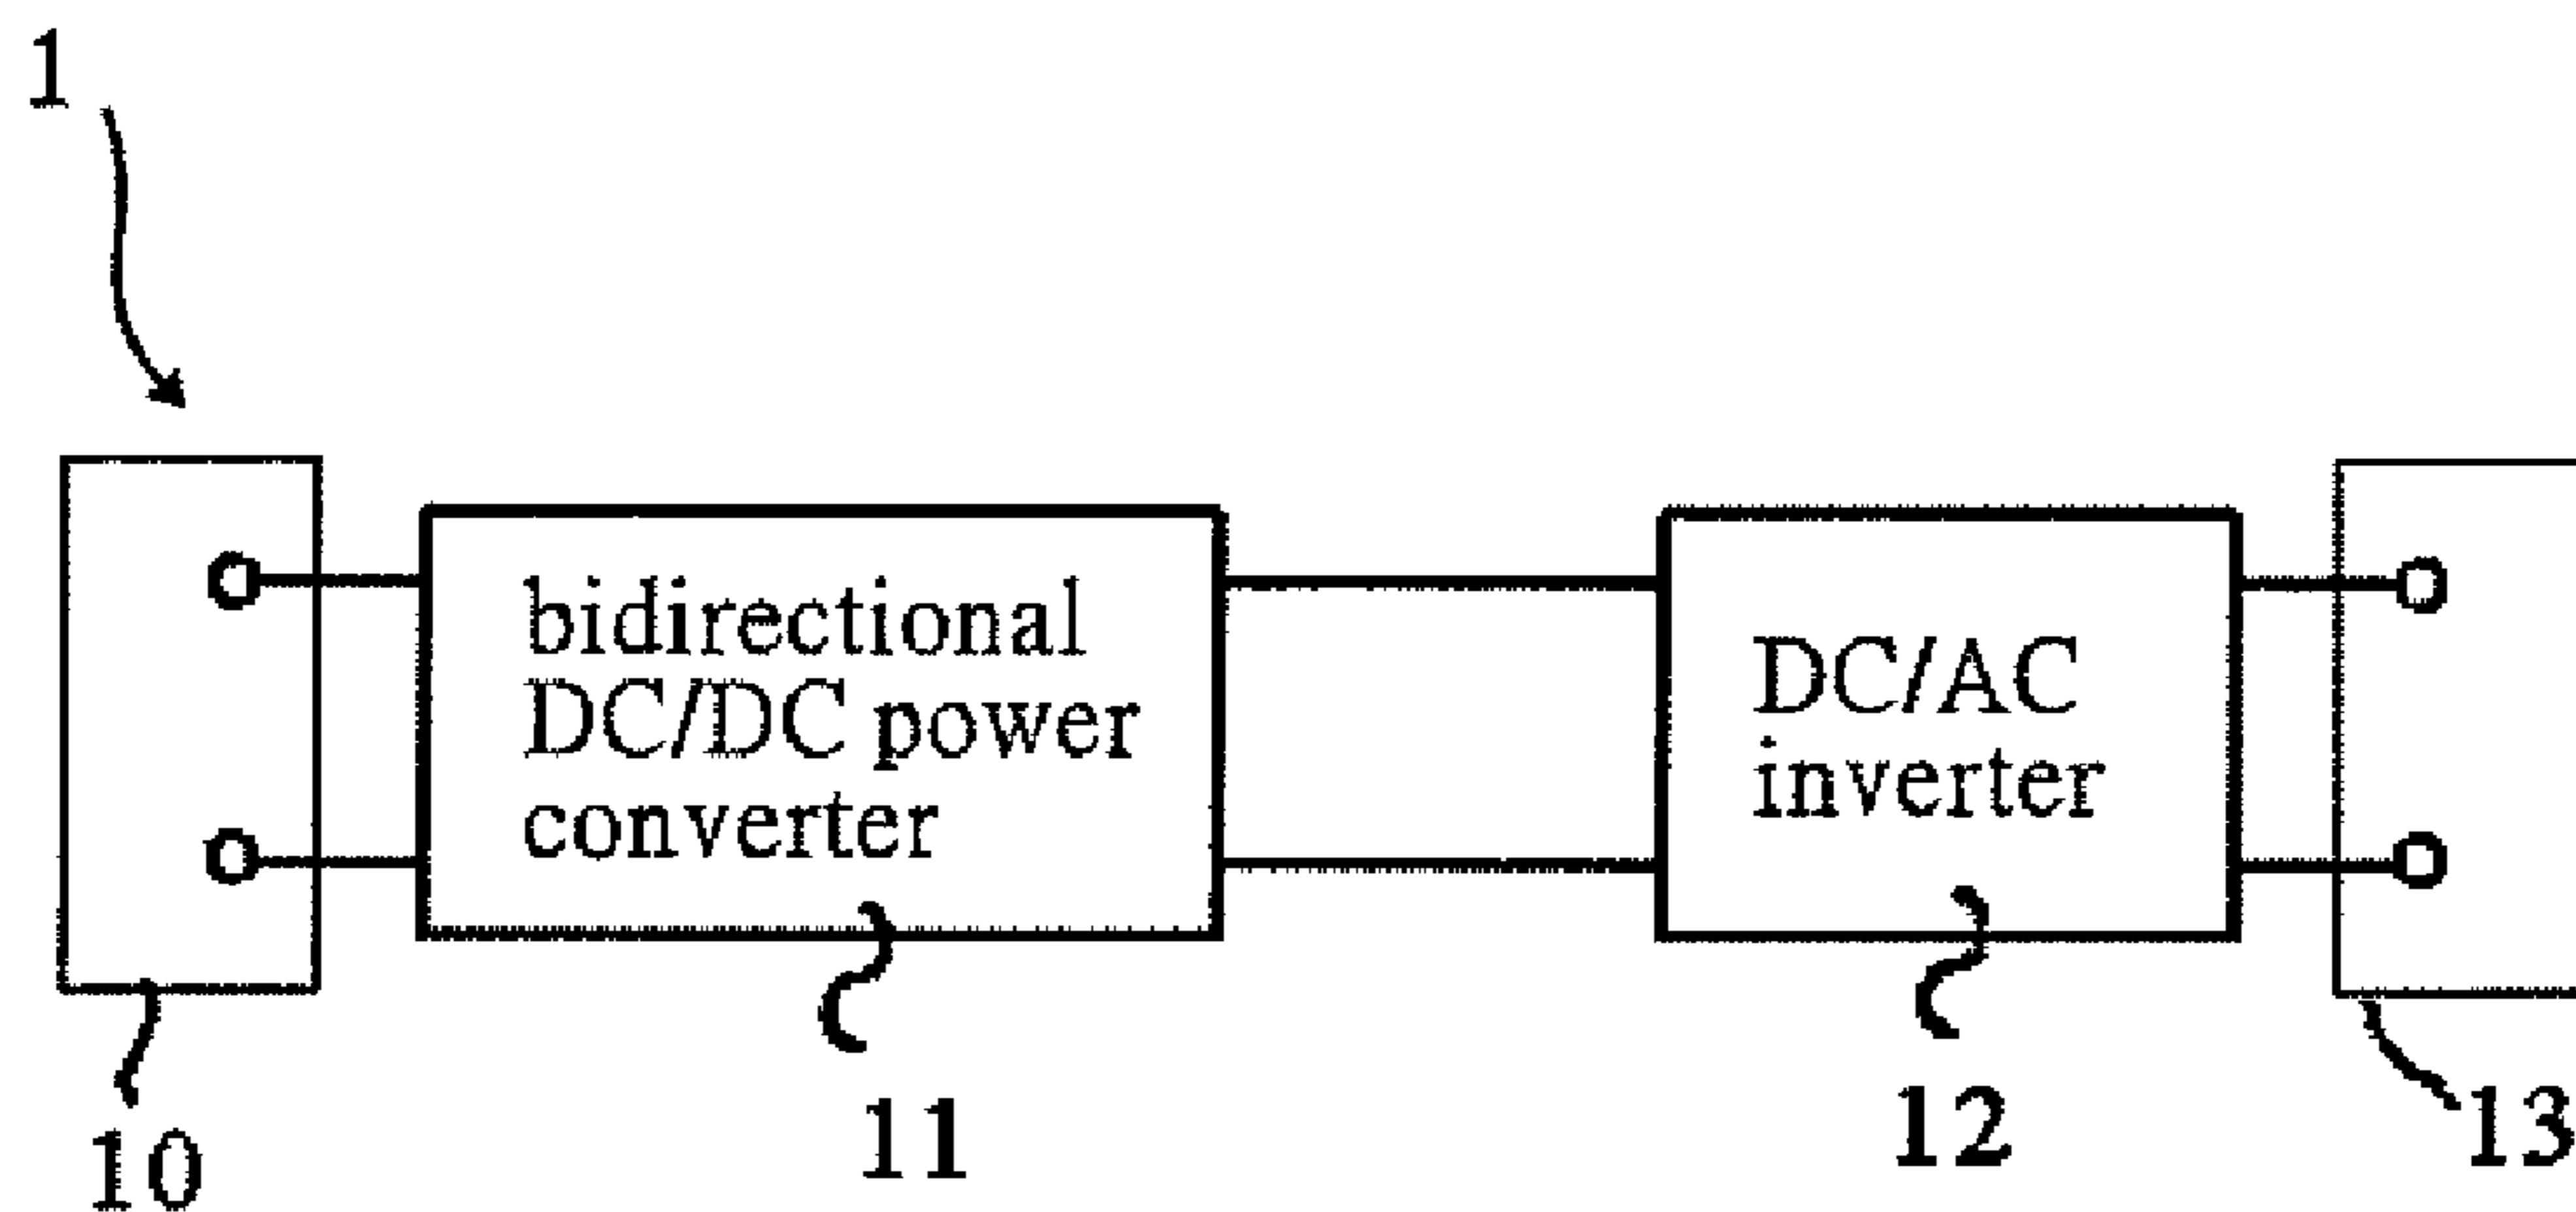 1
bidirectional
DC/DC power
converter
DC/AC
inverter
10
11
12
13